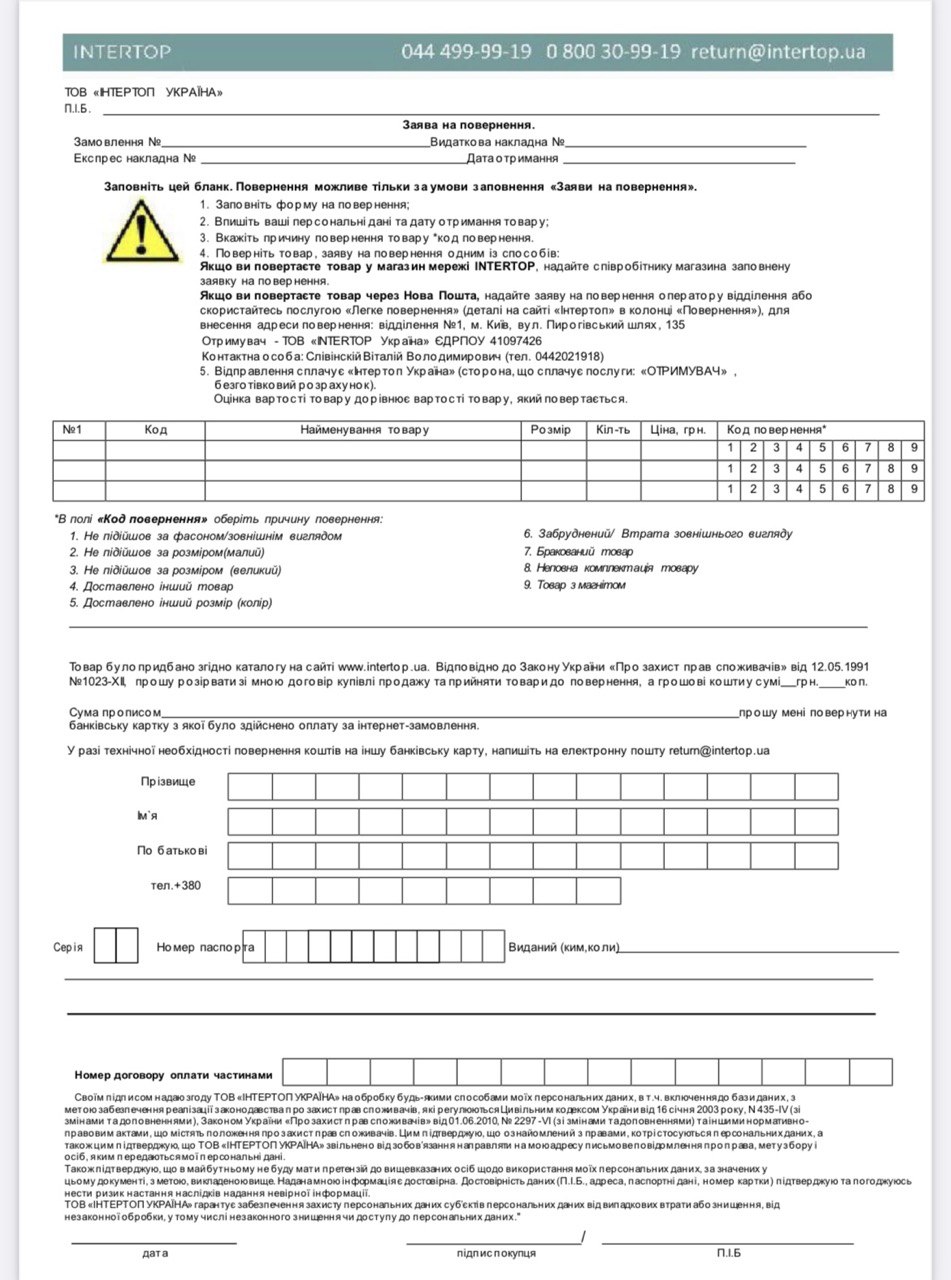 INTERTOP 044 499-99-19 0 800 30-99-19 return@intertop.ua
ТОВ «ІНТЕРТОП УКРАЇНА»
П.І.Б. ___
Заява на повернення.
Замовлення №___Видаткова накладна №___
Експрес накладна № ___Дата отримання ___
Заповніть цей бланк. Повернення можливе тільки за умови заповнення «Заяви на повернення».
1. Заповніть форму на повернення;
2. Впишіть ваші персональні дані та дату отримання товару;
3. Вкажіть причину повернення товару *код повернення.
4. Поверніть товар, заяву на повернення одним із способів:
Якщо ви повертаєте товар у магазин мережі INTERTOP, надайте співробітнику магазина заповнену
заявку на повернення.
Якщо ви повертаєте товар через Нова Пошта, надайте заяву на повернення оператору відділення або
скористайтесь послугою «Легке повернення» (деталі на сайті «Інтертоп» в колонці «Повернення»), для
внесення адреси повернення: відділення №1, м. Київ, вул. Пирогівський шлях, 135
Отримувач - ТОВ «INTERTOP Україна» ЄДРПОУ 41097426
Контактна особа: Слівінскій Віталій Володимирович (тел. 0442021918)
5. Відправлення сплачує «Інтертоп Україна» (сторона, що сплачує послуги: «ОТРИМУВАЧ» ,
безготівковий розрахунок).
Оцінка вартості товару дорівнює вартості товару, який повертається.
№1 Код Найменування товару Розмір Кіл-ть Ціна, грн. Код повернення*
1 2 3 4 5 6 7 8 9
1 2 3 4 5 6 7 8 9
1 2 3 4 5 6 7 8 9
*В полі «Код повернення» оберіть причину повернення:
1. Не підійшов за фасоном/зовнішнім виглядом
2. Не підійшов за розміром(малий)
3. Не підійшов за розміром (великий)
4. Доставлено інший товар
5. Доставлено інший розмір (колір)
6. Забруднений/ Втрата зовнішнього вигляду
7. Бракований товар
8. Неповна комплектація товару
9. Товар з магнітом
Товар було придбано згідно каталогу на сайті www.intertop.ua. Відповідно до Закону України «Про захист прав споживачів» від 12.05.1991
№1023-XII, прошу розірвати зі мною договір купівлі продажу та прийняти товари до повернення, а грошові кошти у сумі___грн.____коп.
Сума прописом___прошу мені повернути на
банківську картку з якої було здійснено оплату за інтернет-замовлення.
У разі технічної необхідності повернення коштів на іншу банківську карту, напишіть на електронну пошту return@intertop.ua
Прізвище
Ім`я
По батькові
тел.+380
Серія Номер паспорта Виданий (ким,коли)___
Номер договору оплати частинами
Своїм підписом надаю згоду ТОВ «ІНТЕРТОП УКРАЇНА» на обробку будь-якими способами моїх персональних даних, в т.ч. включення до бази даних, з
метою забезпечення реалізації законодавства про захист прав споживачів, які регулюються Цивільним кодексом України від 16 січня 2003 року, N 435-IV (зі
змінами та доповненнями), Законом України «Про захист прав споживачів» від 01.06.2010, № 2297 -VI (зі змінами та доповненнями) та іншими нормативно-
правовим актами, що містять положення про захист прав споживачів. Цим підтверджую, що ознайомлений з правами, котрі стосуються персональних даних, а
також цим підтверджую, що ТОВ «ІНТЕРТОП УКРАЇНА» звільнено від зобов'язання направляти на мою адресу письмове повідомлення про права, мету збору і
осіб, яким передаються мої персональні дані.
Також підтверджую, що в майбутньому не буду мати претензій до вищевказаних осіб щодо використання моїх персональних даних, за значених у
цьому документі, з метою, викладеною вище. Надана мною інформація є достовірна. Достовірність даних (П.І.Б., адреса, паспортні дані, номер картки) підтверджую та погоджуюсь
нести ризик настання наслідків надання невірної інформації.
ТОВ «ІНТЕРТОП УКРАЇНА» гарантує забезпечення захисту персональних даних суб'єктів персональних даних від випадкових втрати або знищення, від
незаконної обробки, у тому числі незаконного знищення чи доступу до персональних даних."
___ ___/ ___
дата підпис покупця П.І.Б